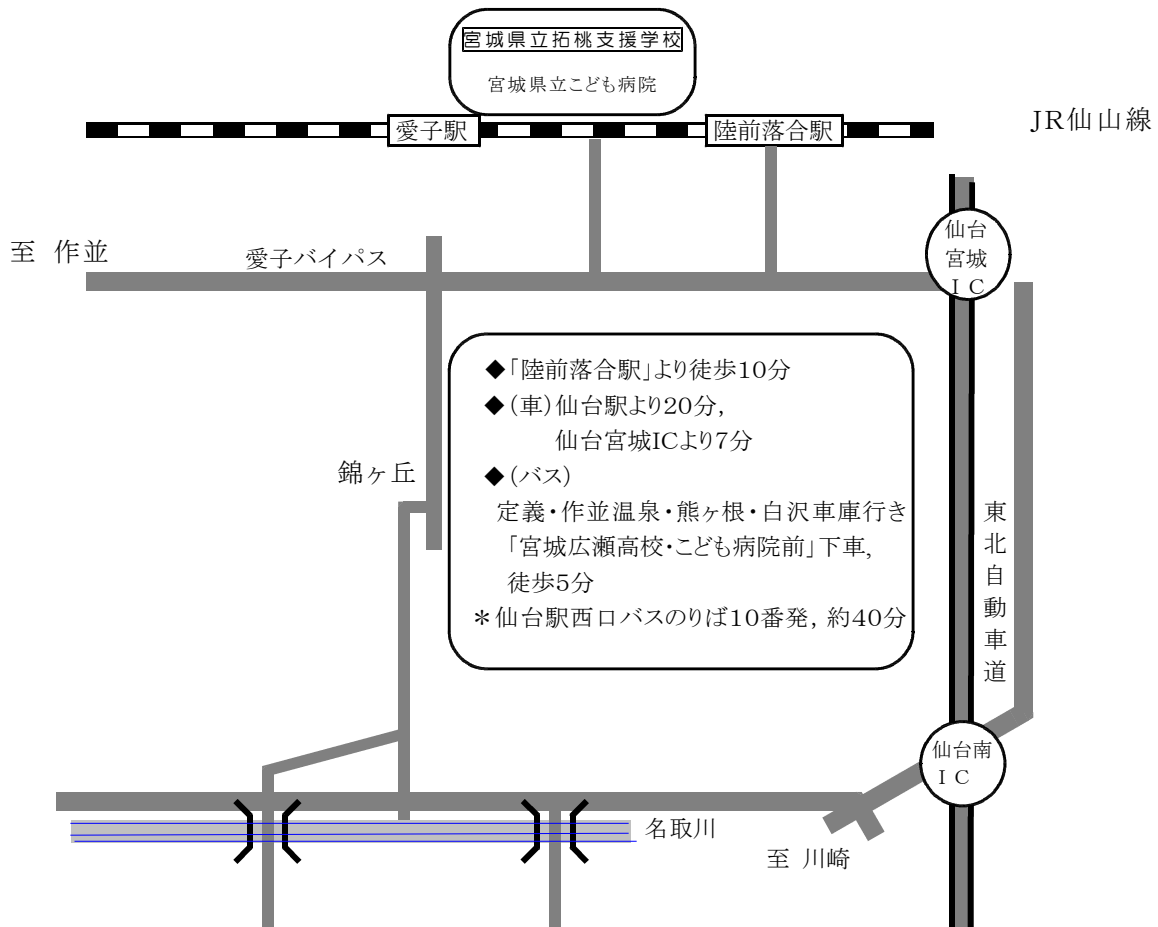 宮城県立拓桃支援学校
宮城県立こども病院
愛子駅
陸前落合駅
JR仙山線
仙台
宮城
IC
至 作並
愛子バイパス
◆「陸前落合駅」より徒歩10分
◆(車)仙台駅より20分,
仙台宮城ICより7分
◆(バス)
定義・作並温泉・熊ヶ根・白沢車庫行き
「宮城広瀬高校・こども病院前」下車,
徒歩5分
＊仙台駅西口バスのりば10番発, 約40分
錦ヶ丘
東北自動車道
仙台南
IC
名取川
至 川崎